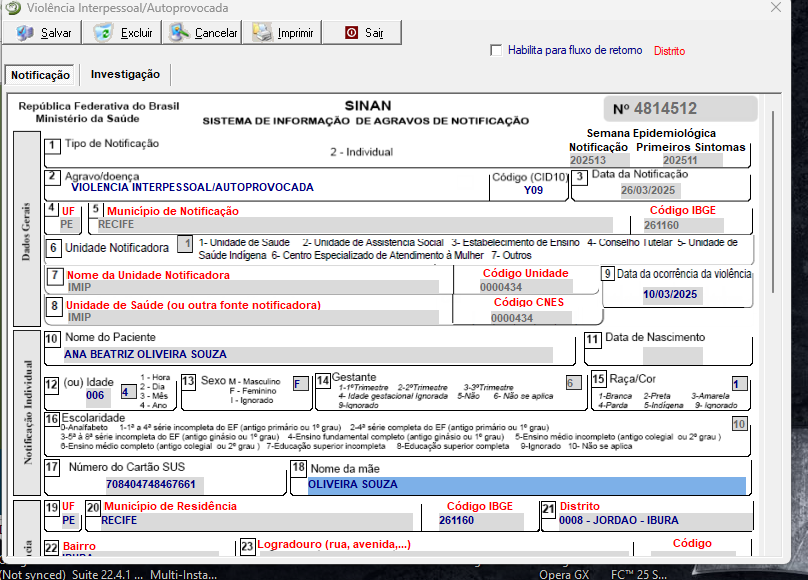 Violência Interpessoal/Autoprovocada
Salvar Excluir Cancelar Imprimir Sair
Habilita para fluxo de retorno Distrito
Notificação Investigação
República Federativa do Brasil
Ministério da Saúde
SINAN
SISTEMA DE INFORMAÇÃO DE AGRAVOS DE NOTIFICAÇÃO
Nº 4814512
Semana Epidemiológica
Notificação Primeiros Sintomas
202513 202511
Dados Gerais
1 Tipo de Notificação
2 - Individual
2 Agravo/doença
VIOLENCIA INTERPESSOAL/AUTOPROVOCADA
Código (CID10)
Y09
3 Data da Notificação
26/03/2025
4 UF
PE
5 Município de Notificação
RECIFE
Código IBGE
261160
6 Unidade Notificadora 1 1- Unidade de Saúde 2- Unidade de Assistência Social 3- Estabelecimento de Ensino 4- Conselho Tutelar 5- Unidade de
Saúde Indígena 6- Centro Especializado de Atendimento à Mulher 7- Outros
7 Nome da Unidade Notificadora
IMIP
Código Unidade
0000434
9 Data da ocorrência da violência
10/03/2025
8 Unidade de Saúde (ou outra fonte notificadora)
IMIP
Código CNES
0000434
Notificação Individual
10 Nome do Paciente
ANA BEATRIZ OLIVEIRA SOUZA
11 Data de Nascimento
12 (ou) Idade
006 4
1 - Hora
2 - Dia
3 - Mês
4 - Ano
13 Sexo M - Masculino
F - Feminino
I - Ignorado
F
14 Gestante
1-1ºTrimestre 2-2ºTrimestre 3-3ºTrimestre
4- Idade gestacional Ignorada 5-Não 6- Não se aplica
9-Ignorado
6
15 Raça/Cor
1
1-Branca 2-Preta 3-Amarela
4-Parda 5-Indígena 9- Ignorado
16 Escolaridade
0-Analfabeto 1-1ª a 4ª série incompleta do EF (antigo primário ou 1º grau) 2-4ª série completa do EF (antigo primário ou 1º grau)
3-5ª à 8ª série incompleta do EF (antigo ginásio ou 1º grau) 4-Ensino fundamental completo (antigo ginásio ou 1º grau) 5-Ensino médio incompleto (antigo colegial ou 2º grau )
6-Ensino médio completo (antigo colegial ou 2º grau ) 7-Educação superior incompleta 8-Educação superior completa 9-Ignorado 10- Não se aplica
10
17 Número do Cartão SUS
708404748467661
18 Nome da mãe
OLIVEIRA SOUZA
19 UF
PE
20 Município de Residência
RECIFE
Código IBGE
261160
21 Distrito
0008 - JORDAO - IBURA
22 Bairro
23 Logradouro (rua, avenida,...)
Código
(Not synced) Suite 22.4.1 ... Multi-Insta... Opera GX FC™ 25 S...